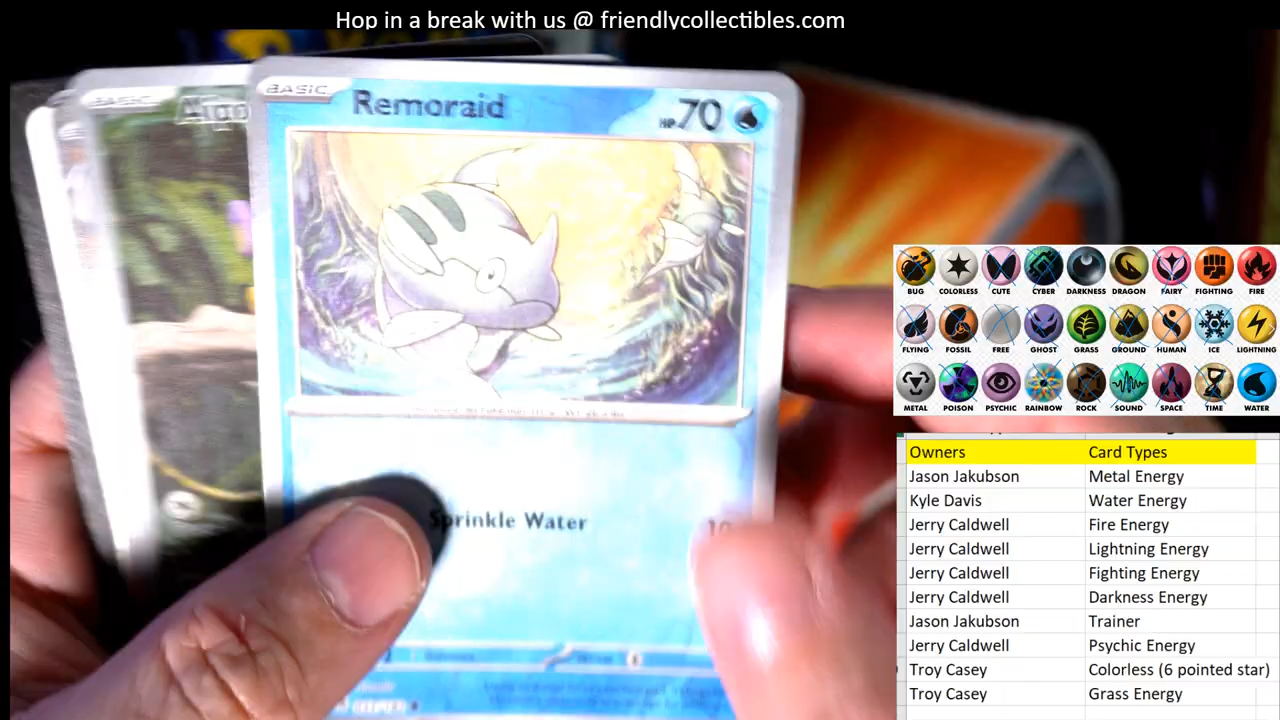 Hop in a break with us @ friendlycollectibles.com
BASIC
BASIC Remoraid HP 70
Sprinkle Water 10
BUG COLORLESS CUTE CYBER DARKNESS DRAGON FAIRY FIGHTING FIRE
FLYING FOSSIL FREE GHOST GRASS GROUND HUMAN ICE LIGHTNING
METAL POISON PSYCHIC RAINBOW ROCK SOUND SPACE TIME WATER
Owners Card Types
Jason Jakubson Metal Energy
Kyle Davis Water Energy
Jerry Caldwell Fire Energy
Jerry Caldwell Lightning Energy
Jerry Caldwell Fighting Energy
Jerry Caldwell Darkness Energy
Jason Jakubson Trainer
Jerry Caldwell Psychic Energy
Troy Casey Colorless (6 pointed star)
Troy Casey Grass Energy